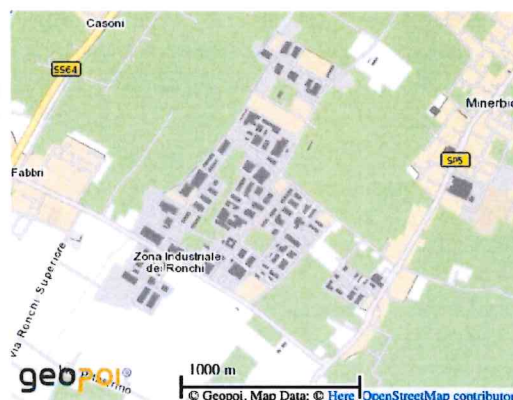 Casoni
SS64
Minerbio
SP5
Fabbri
Zona Industriale
dei Ronchi
Via Ronchi Superiore
geopoi®
1000 m
© Geopoi, Map Data: © Here OpenStreetMap contributor